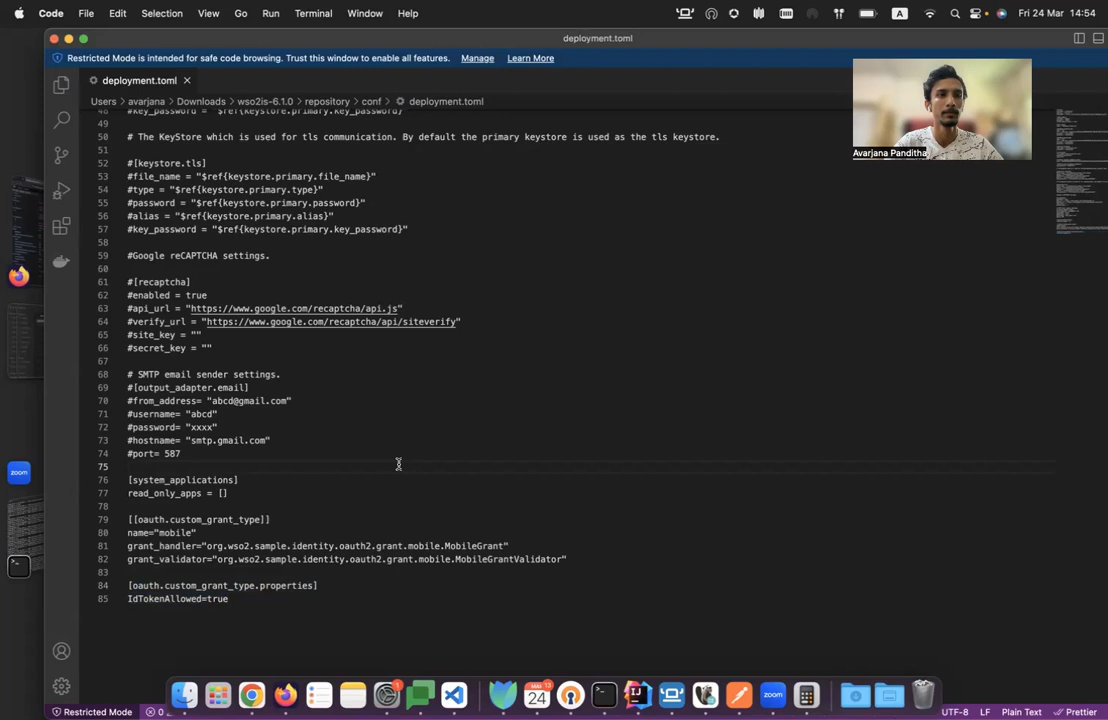 Code File Edit Selection View Go Run Terminal Window Help
A
Fri 24 Mar 14:54
deployment.toml
Restricted Mode is intended for safe code browsing. Trust this window to enable all features. Manage Learn More
deployment.toml
Users > avarjana > Downloads > wso2is-6.1.0 > repository > conf > deployment.toml
48 #key_password = "$ref{keystore.primary.key_password}"
49
50 # The KeyStore which is used for tls communication. By default the primary keystore is used as the tls keystore.
51
52 #[keystore.tls]
53 #file_name = "$ref{keystore.primary.file_name}"
54 #type = "$ref{keystore.primary.type}"
55 #password = "$ref{keystore.primary.password}"
56 #alias = "$ref{keystore.primary.alias}"
57 #key_password = "$ref{keystore.primary.key_password}"
58
59 #Google reCAPTCHA settings.
60
61 #[recaptcha]
62 #enabled = true
63 #api_url = "https://www.google.com/recaptcha/api.js"
64 #verify_url = "https://www.google.com/recaptcha/api/siteverify"
65 #site_key = ""
66 #secret_key = ""
67
68 # SMTP email sender settings.
69 #[output_adapter.email]
70 #from_address= "abcd@gmail.com"
71 #username= "abcd"
72 #password= "xxxx"
73 #hostname= "smtp.gmail.com"
74 #port= 587
75
76 [system_applications]
77 read_only_apps = []
78
79 [[oauth.custom_grant_type]]
80 name="mobile"
81 grant_handler="org.wso2.sample.identity.oauth2.grant.mobile.MobileGrant"
82 grant_validator="org.wso2.sample.identity.oauth2.grant.mobile.MobileGrantValidator"
83
84 [oauth.custom_grant_type.properties]
85 IdTokenAllowed=true
Avarjana Panditha
zoom
MAR
24
zoom
Restricted Mode 0
UTF-8 LF Plain Text Prettier